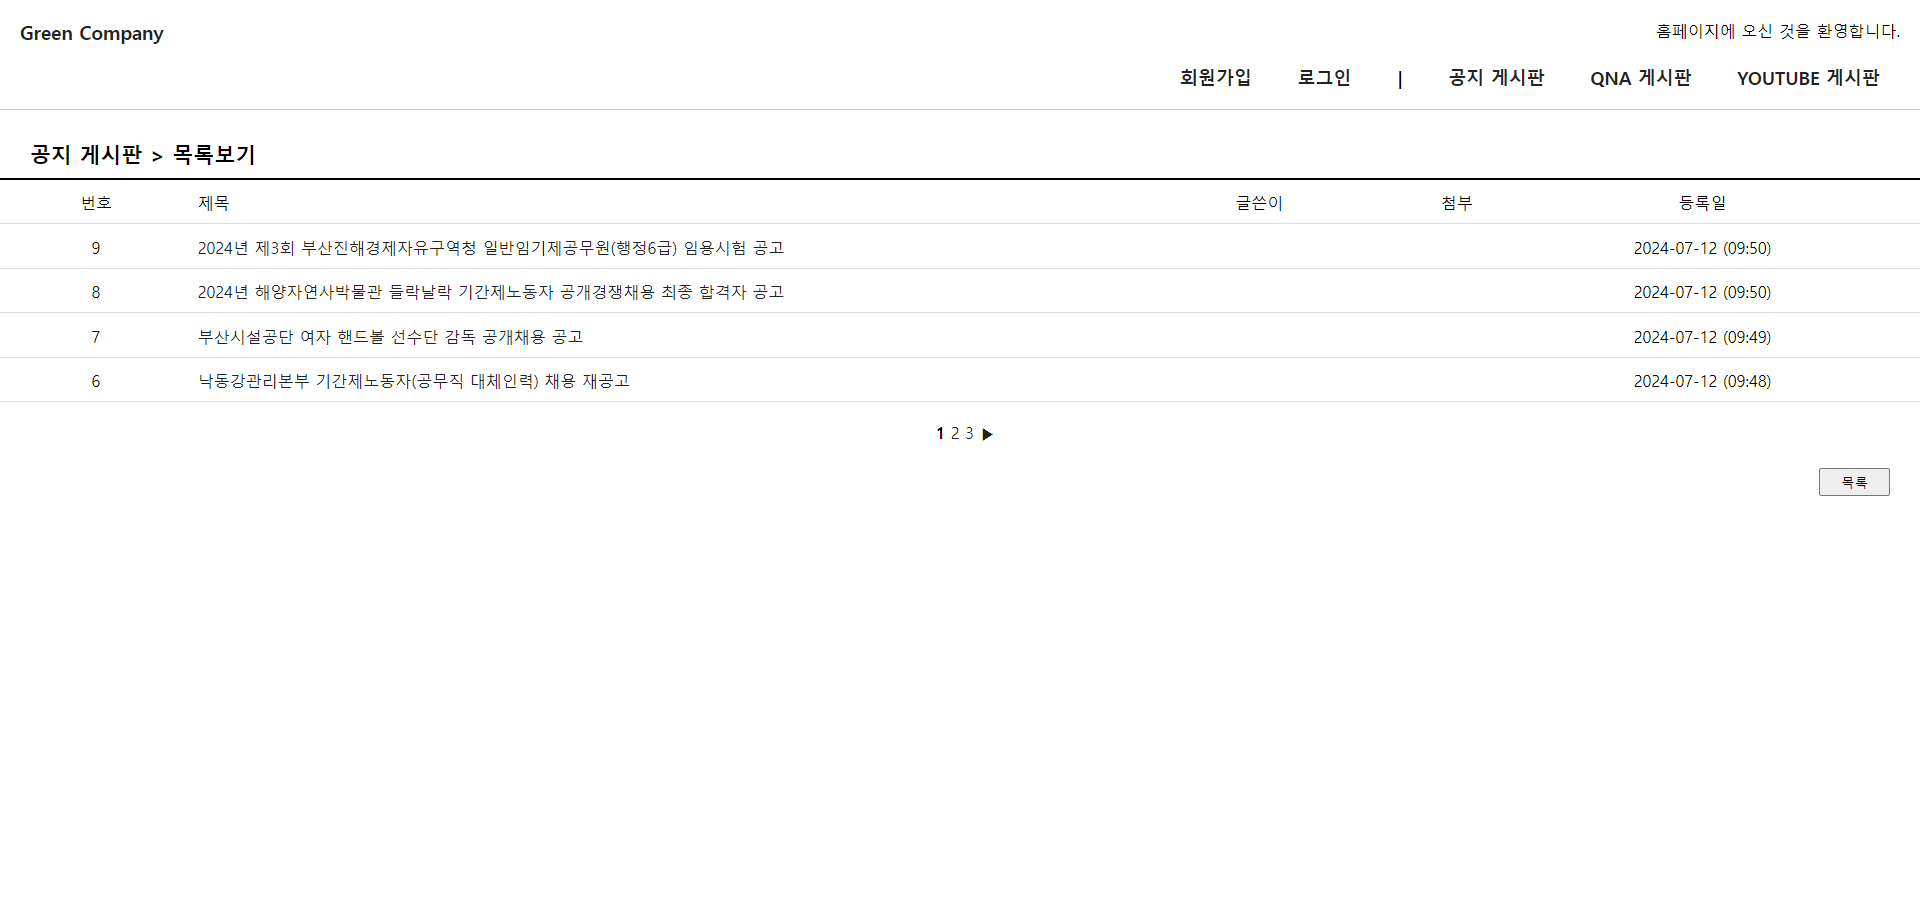 Green Company
홈페이지에 오신 것을 환영합니다.
회원가입 로그인 | 공지 게시판 QNA 게시판 YOUTUBE 게시판
공지 게시판 > 목록보기
번호 제목 글쓴이 첨부 등록일
9 2024년 제3회 부산진해경제자유구역청 일반임기제공무원(행정6급) 임용시험 공고 2024-07-12 (09:50)
8 2024년 해양자연사박물관 들락날락 기간제노동자 공개경쟁채용 최종 합격자 공고 2024-07-12 (09:50)
7 부산시설공단 여자 핸드볼 선수단 감독 공개채용 공고 2024-07-12 (09:49)
6 낙동강관리본부 기간제노동자(공무직 대체인력) 채용 재공고 2024-07-12 (09:48)
1 2 3 ▶
목록